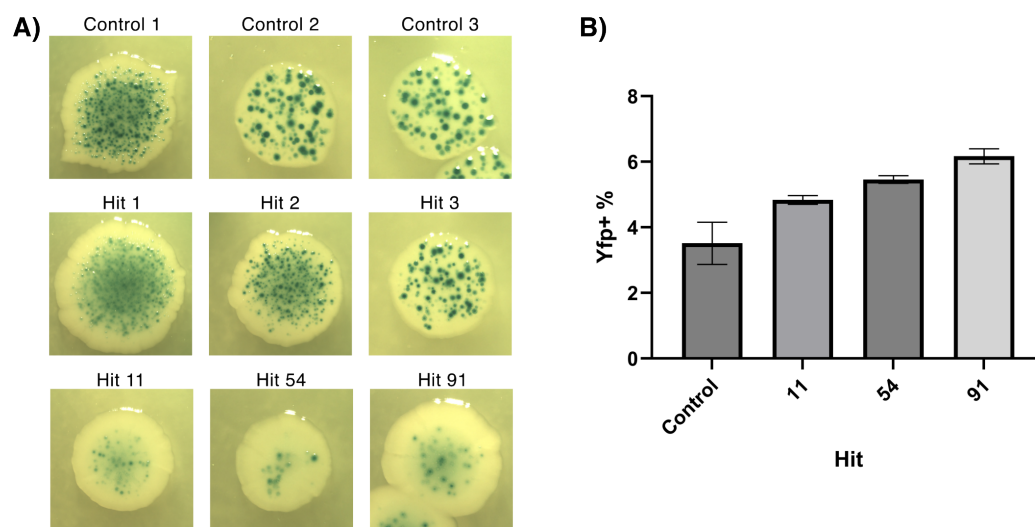 A)
Control 1
Control 2
Control 3
Hit 1
Hit 2
Hit 3
Hit 11
Hit 54
Hit 91
B)
Yfp+ %
8
6
4
2
0
Control
11
54
91
Hit